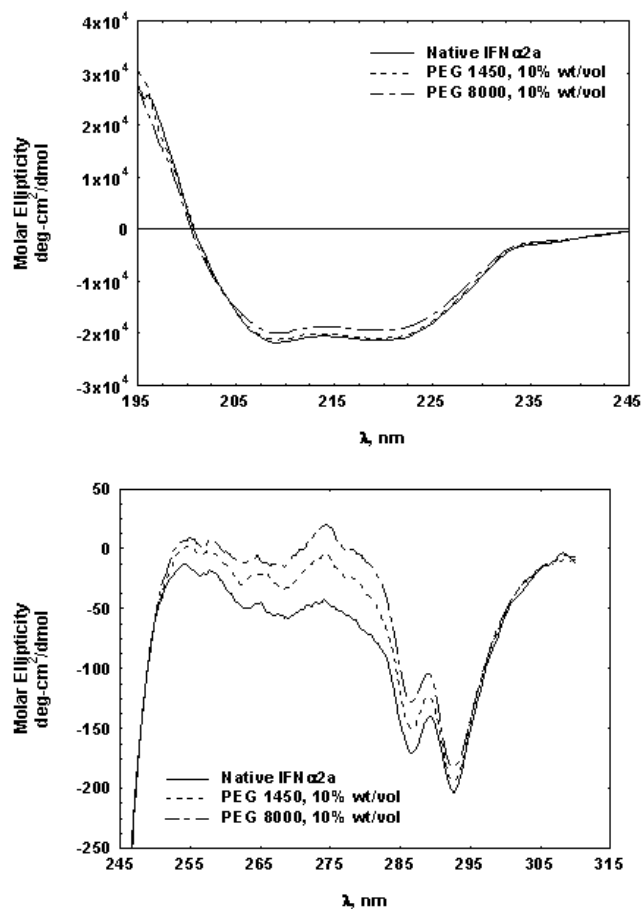 4x10⁴
3x10⁴
2x10⁴
1x10⁴
0
-1x10⁴
-2x10⁴
-3x10⁴
Molar Ellipticity
deg-cm²/dmol
Native IFNα2a
PEG 1450, 10% wt/vol
PEG 8000, 10% wt/vol
195 205 215 225 235 245
λ, nm
50
0
-50
-100
-150
-200
-250
Molar Ellipticity
deg-cm²/dmol
Native IFNα2a
PEG 1450, 10% wt/vol
PEG 8000, 10% wt/vol
245 255 265 275 285 295 305 315
λ, nm